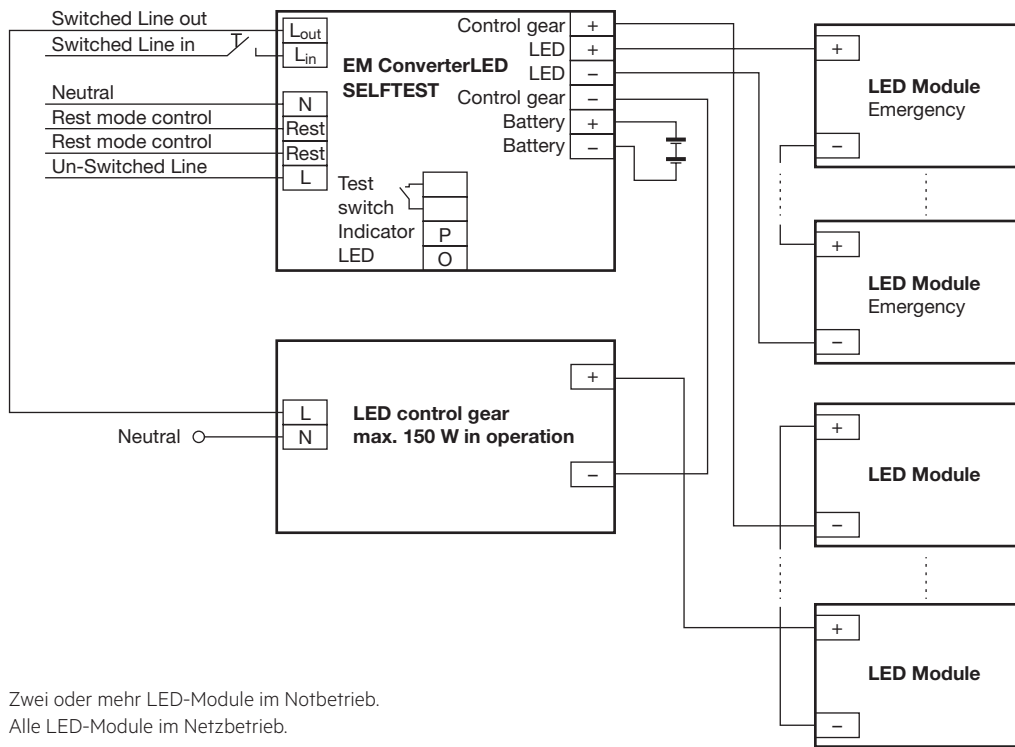 Switched Line out
Switched Line in
Neutral
Rest mode control
Rest mode control
Un-Switched Line
Lout
Lin
N
Rest
Rest
L
EM ConverterLED
SELFTEST
Test
switch
Indicator
LED
P
O
Control gear +
LED +
LED –
Control gear –
Battery +
Battery –
+
LED Module
Emergency
–
+
LED Module
Emergency
–
L
N
Neutral
LED control gear
max. 150 W in operation
+
–
+
LED Module
–
+
LED Module
–
Zwei oder mehr LED-Module im Notbetrieb.
Alle LED-Module im Netzbetrieb.